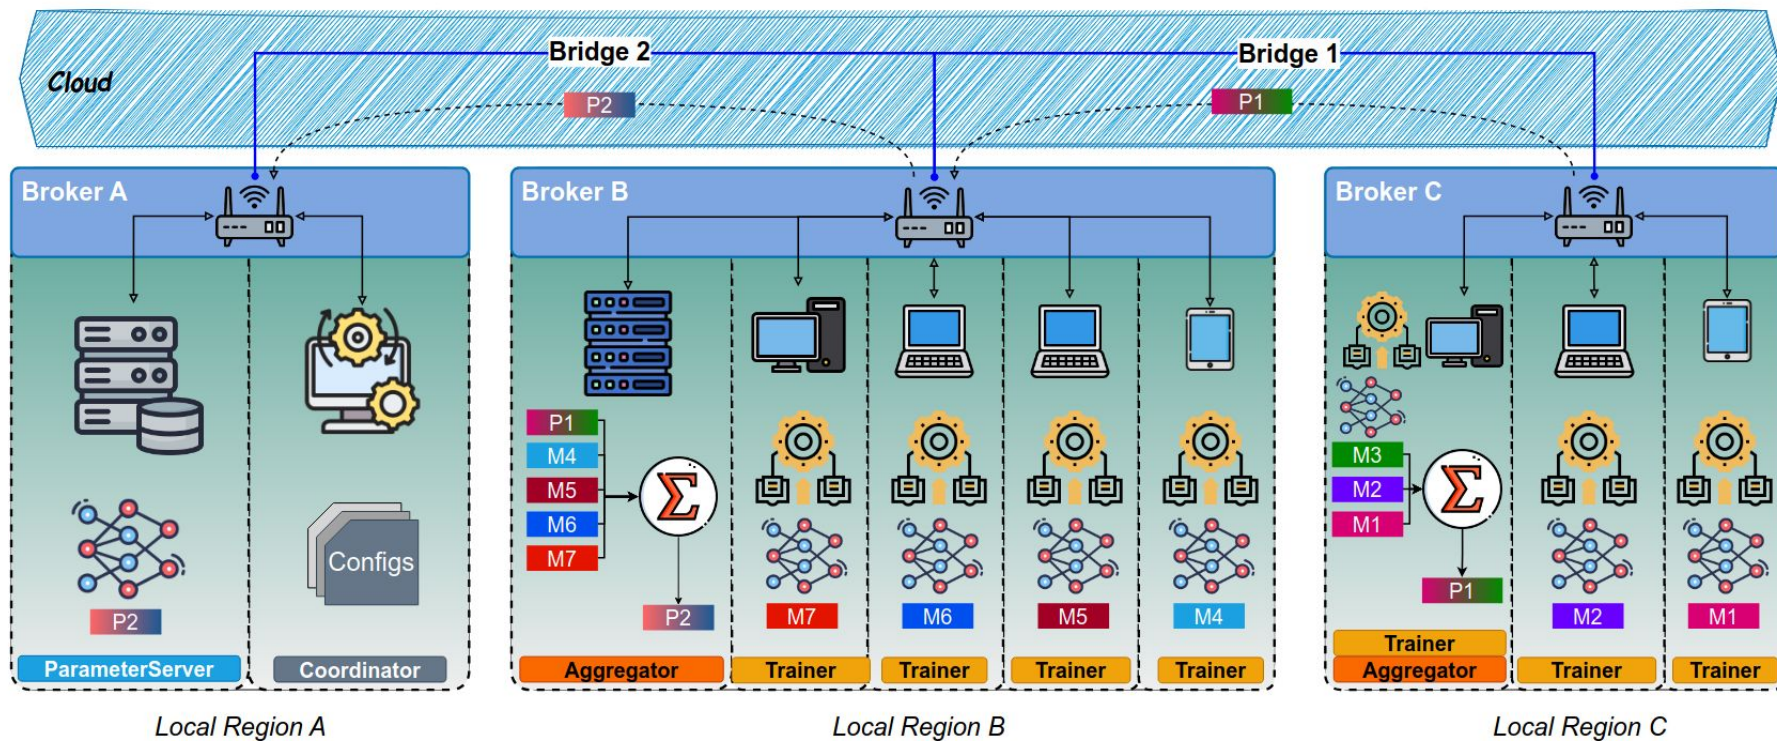 Cloud
Bridge 2
Bridge 1
P2
P1
Broker A
Broker B
Broker C
P1
M4
M5
M6
M7
P2
M7
M6
M5
M4
M3
M2
M1
P1
M2
M1
Configs
P2
ParameterServer
Coordinator
Aggregator
Trainer
Trainer
Trainer
Trainer
Trainer
Aggregator
Trainer
Trainer
Local Region A
Local Region B
Local Region C